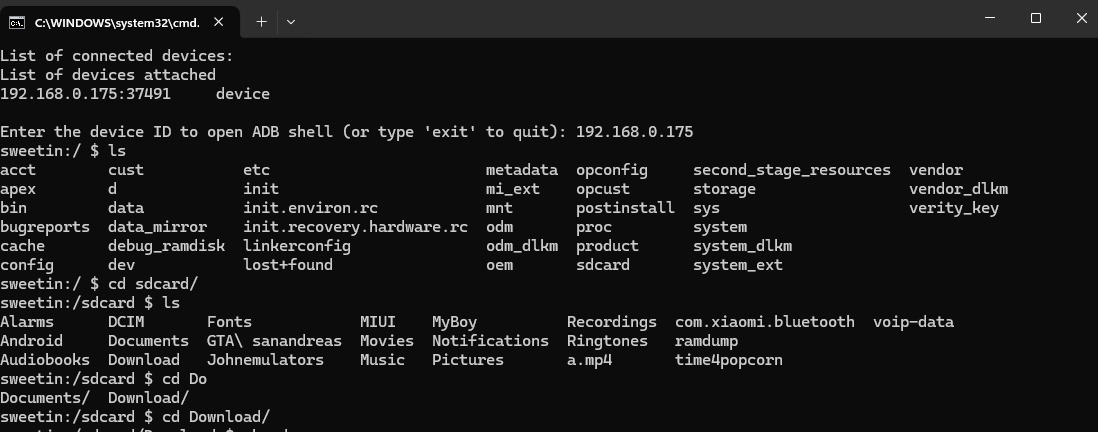 C:\WINDOWS\system32\cmd.
List of connected devices:
List of devices attached
192.168.0.175:37491     device
Enter the device ID to open ADB shell (or type 'exit' to quit): 192.168.0.175
sweetin:/ $ ls
acct        cust           etc                        metadata  opconfig     second_stage_resources  vendor
apex        d              init                       mi_ext    opcust       storage                 vendor_dlkm
bin         data           init.environ.rc            mnt       postinstall  sys                     verity_key
bugreports  data_mirror    init.recovery.hardware.rc  odm       proc         system
cache       debug_ramdisk  linkerconfig               odm_dlkm  product      system_dlkm
config      dev            lost+found                 oem       sdcard       system_ext
sweetin:/ $ cd sdcard/
sweetin:/sdcard $ ls
Alarms      DCIM       Fonts            MIUI    MyBoy          Recordings  com.xiaomi.bluetooth  voip-data
Android     Documents  GTA\ sanandreas  Movies  Notifications  Ringtones   ramdump
Audiobooks  Download   Johnemulators    Music   Pictures       a.mp4       time4popcorn
sweetin:/sdcard $ cd Do
Documents/  Download/
sweetin:/sdcard $ cd Download/